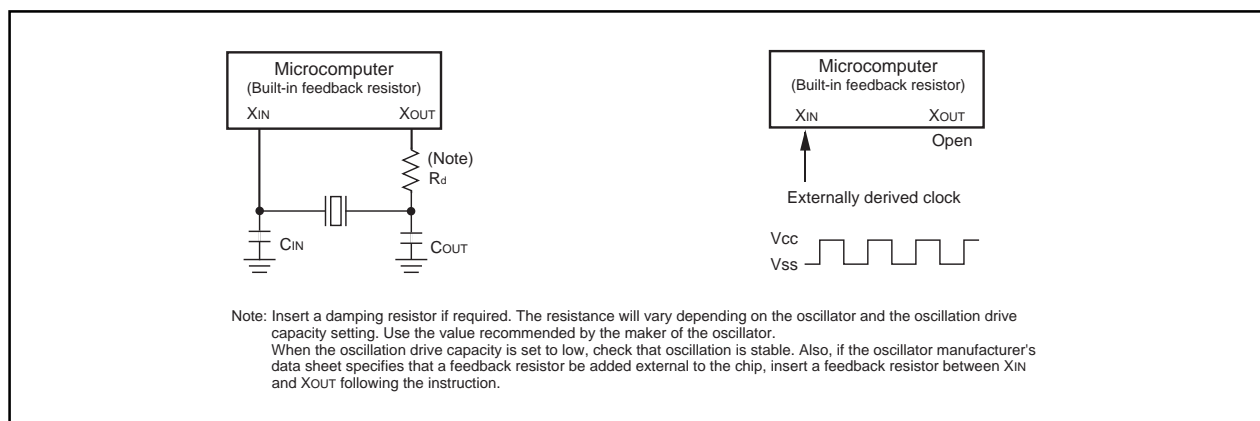 Microcomputer
(Built-in feedback resistor)
XIN XOUT
(Note)
Rd
CIN
COUT
Microcomputer
(Built-in feedback resistor)
XIN XOUT
Open
Externally derived clock
Vcc
Vss
Note: Insert a damping resistor if required. The resistance will vary depending on the oscillator and the oscillation drive
capacity setting. Use the value recommended by the maker of the oscillator.
When the oscillation drive capacity is set to low, check that oscillation is stable. Also, if the oscillator manufacturer's
data sheet specifies that a feedback resistor be added external to the chip, insert a feedback resistor between XIN
and XOUT following the instruction.